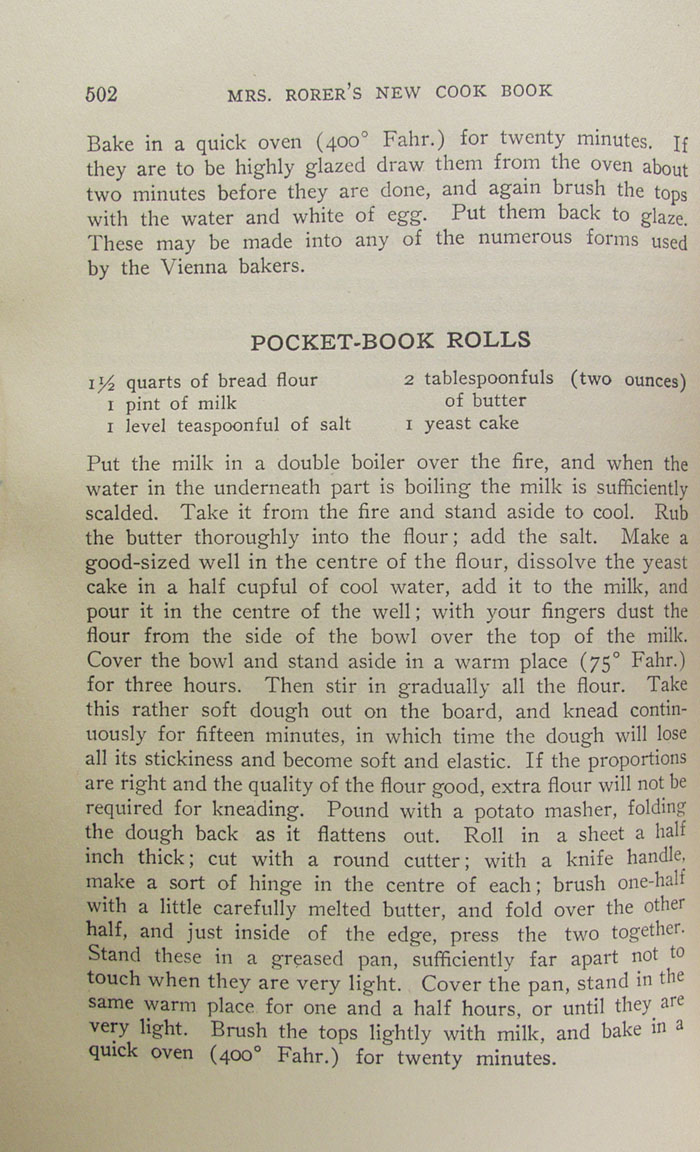 502 MRS. RORER'S NEW COOK BOOK
Bake in a quick oven (400° Fahr.) for twenty minutes. If
they are to be highly glazed draw them from the oven about
two minutes before they are done, and again brush the tops
with the water and white of egg. Put them back to glaze.
These may be made into any of the numerous forms used
by the Vienna bakers.
POCKET-BOOK ROLLS
1½ quarts of bread flour
1 pint of milk
1 level teaspoonful of salt
2 tablespoonfuls (two ounces)
of butter
1 yeast cake
Put the milk in a double boiler over the fire, and when the
water in the underneath part is boiling the milk is sufficiently
scalded. Take it from the fire and stand aside to cool. Rub
the butter thoroughly into the flour; add the salt. Make a
good-sized well in the centre of the flour, dissolve the yeast
cake in a half cupful of cool water, add it to the milk, and
pour it in the centre of the well; with your fingers dust the
flour from the side of the bowl over the top of the milk.
Cover the bowl and stand aside in a warm place (75° Fahr.)
for three hours. Then stir in gradually all the flour. Take
this rather soft dough out on the board, and knead contin-
uously for fifteen minutes, in which time the dough will lose
all its stickiness and become soft and elastic. If the proportions
are right and the quality of the flour good, extra flour will not be
required for kneading. Pound with a potato masher, folding
the dough back as it flattens out. Roll in a sheet a half
inch thick; cut with a round cutter; with a knife handle,
make a sort of hinge in the centre of each; brush one-half
with a little carefully melted butter, and fold over the other
half, and just inside of the edge, press the two together.
Stand these in a greased pan, sufficiently far apart not to
touch when they are very light. Cover the pan, stand in the
same warm place for one and a half hours, or until they are
very light. Brush the tops lightly with milk, and bake in a
quick oven (400° Fahr.) for twenty minutes.